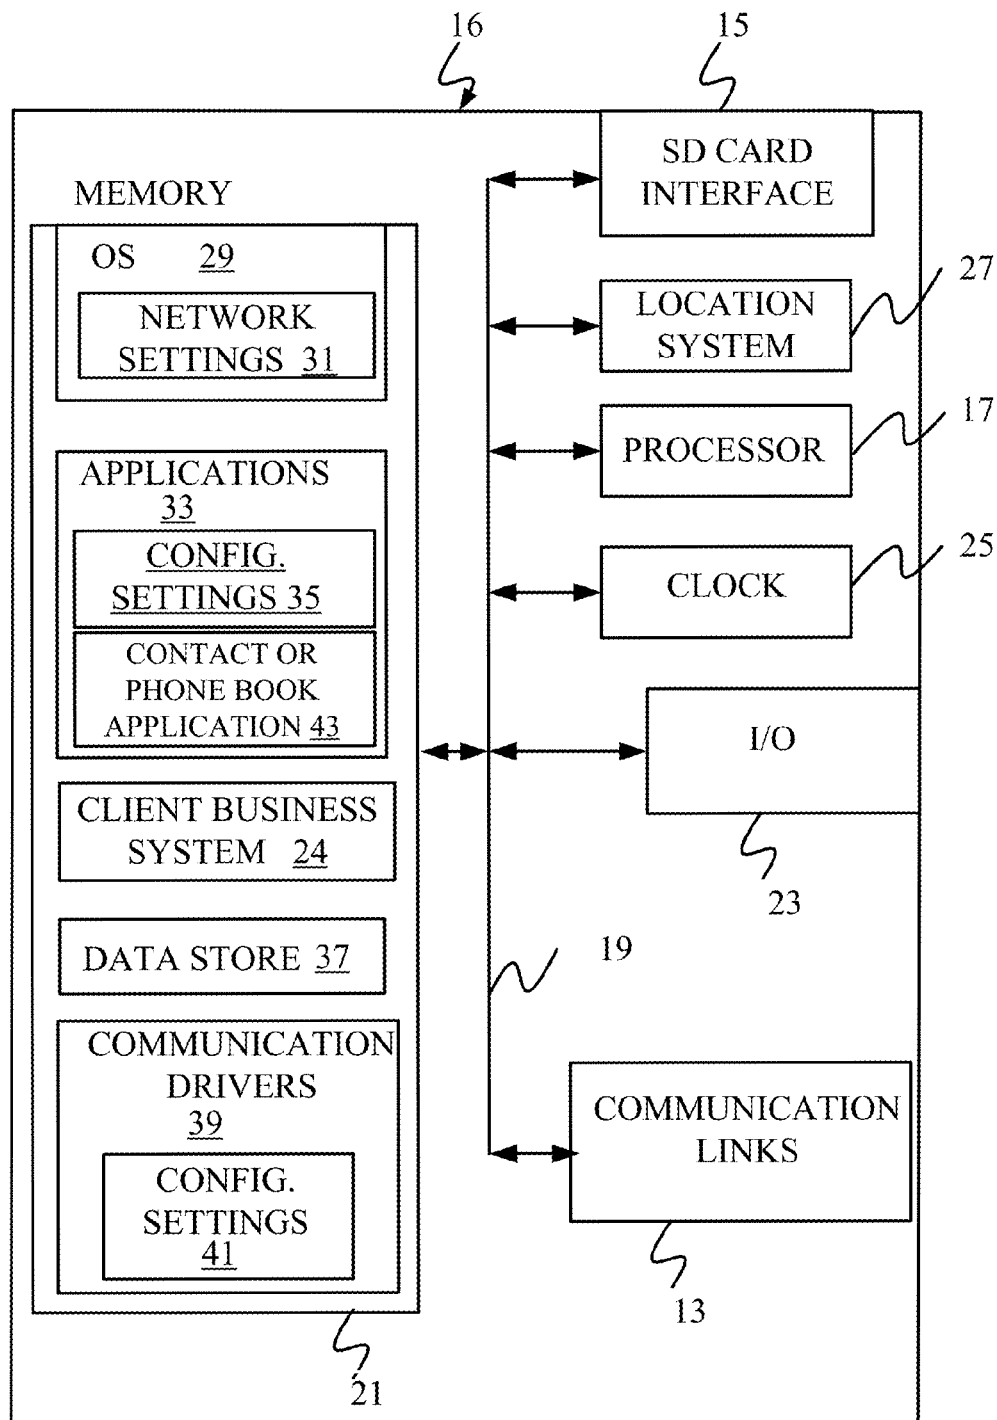 16
15
MEMORY
OS 29
NETWORK
SETTINGS 31
APPLICATIONS
33
CONFIG.
SETTINGS 35
CONTACT OR
PHONE BOOK
APPLICATION 43
CLIENT BUSINESS
SYSTEM 24
DATA STORE 37
COMMUNICATION
DRIVERS
39
CONFIG.
SETTINGS
41
21
SD CARD
INTERFACE
LOCATION
SYSTEM
27
PROCESSOR
17
CLOCK
25
I/O
23
19
COMMUNICATION
LINKS
13